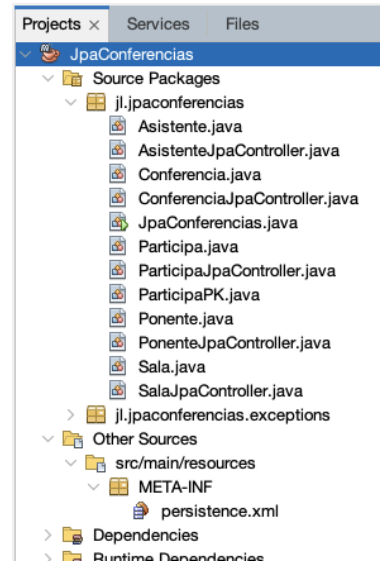 Projects × Services Files
JpaConferencias
Source Packages
jl.jpaconferencias
Asistente.java
AsistenteJpaController.java
Conferencia.java
ConferenciaJpaController.java
JpaConferencias.java
Participa.java
ParticipaJpaController.java
ParticipaPK.java
Ponente.java
PonenteJpaController.java
Sala.java
SalaJpaController.java
jl.jpaconferencias.exceptions
Other Sources
src/main/resources
META-INF
persistence.xml
Dependencies
Runtime Dependencies